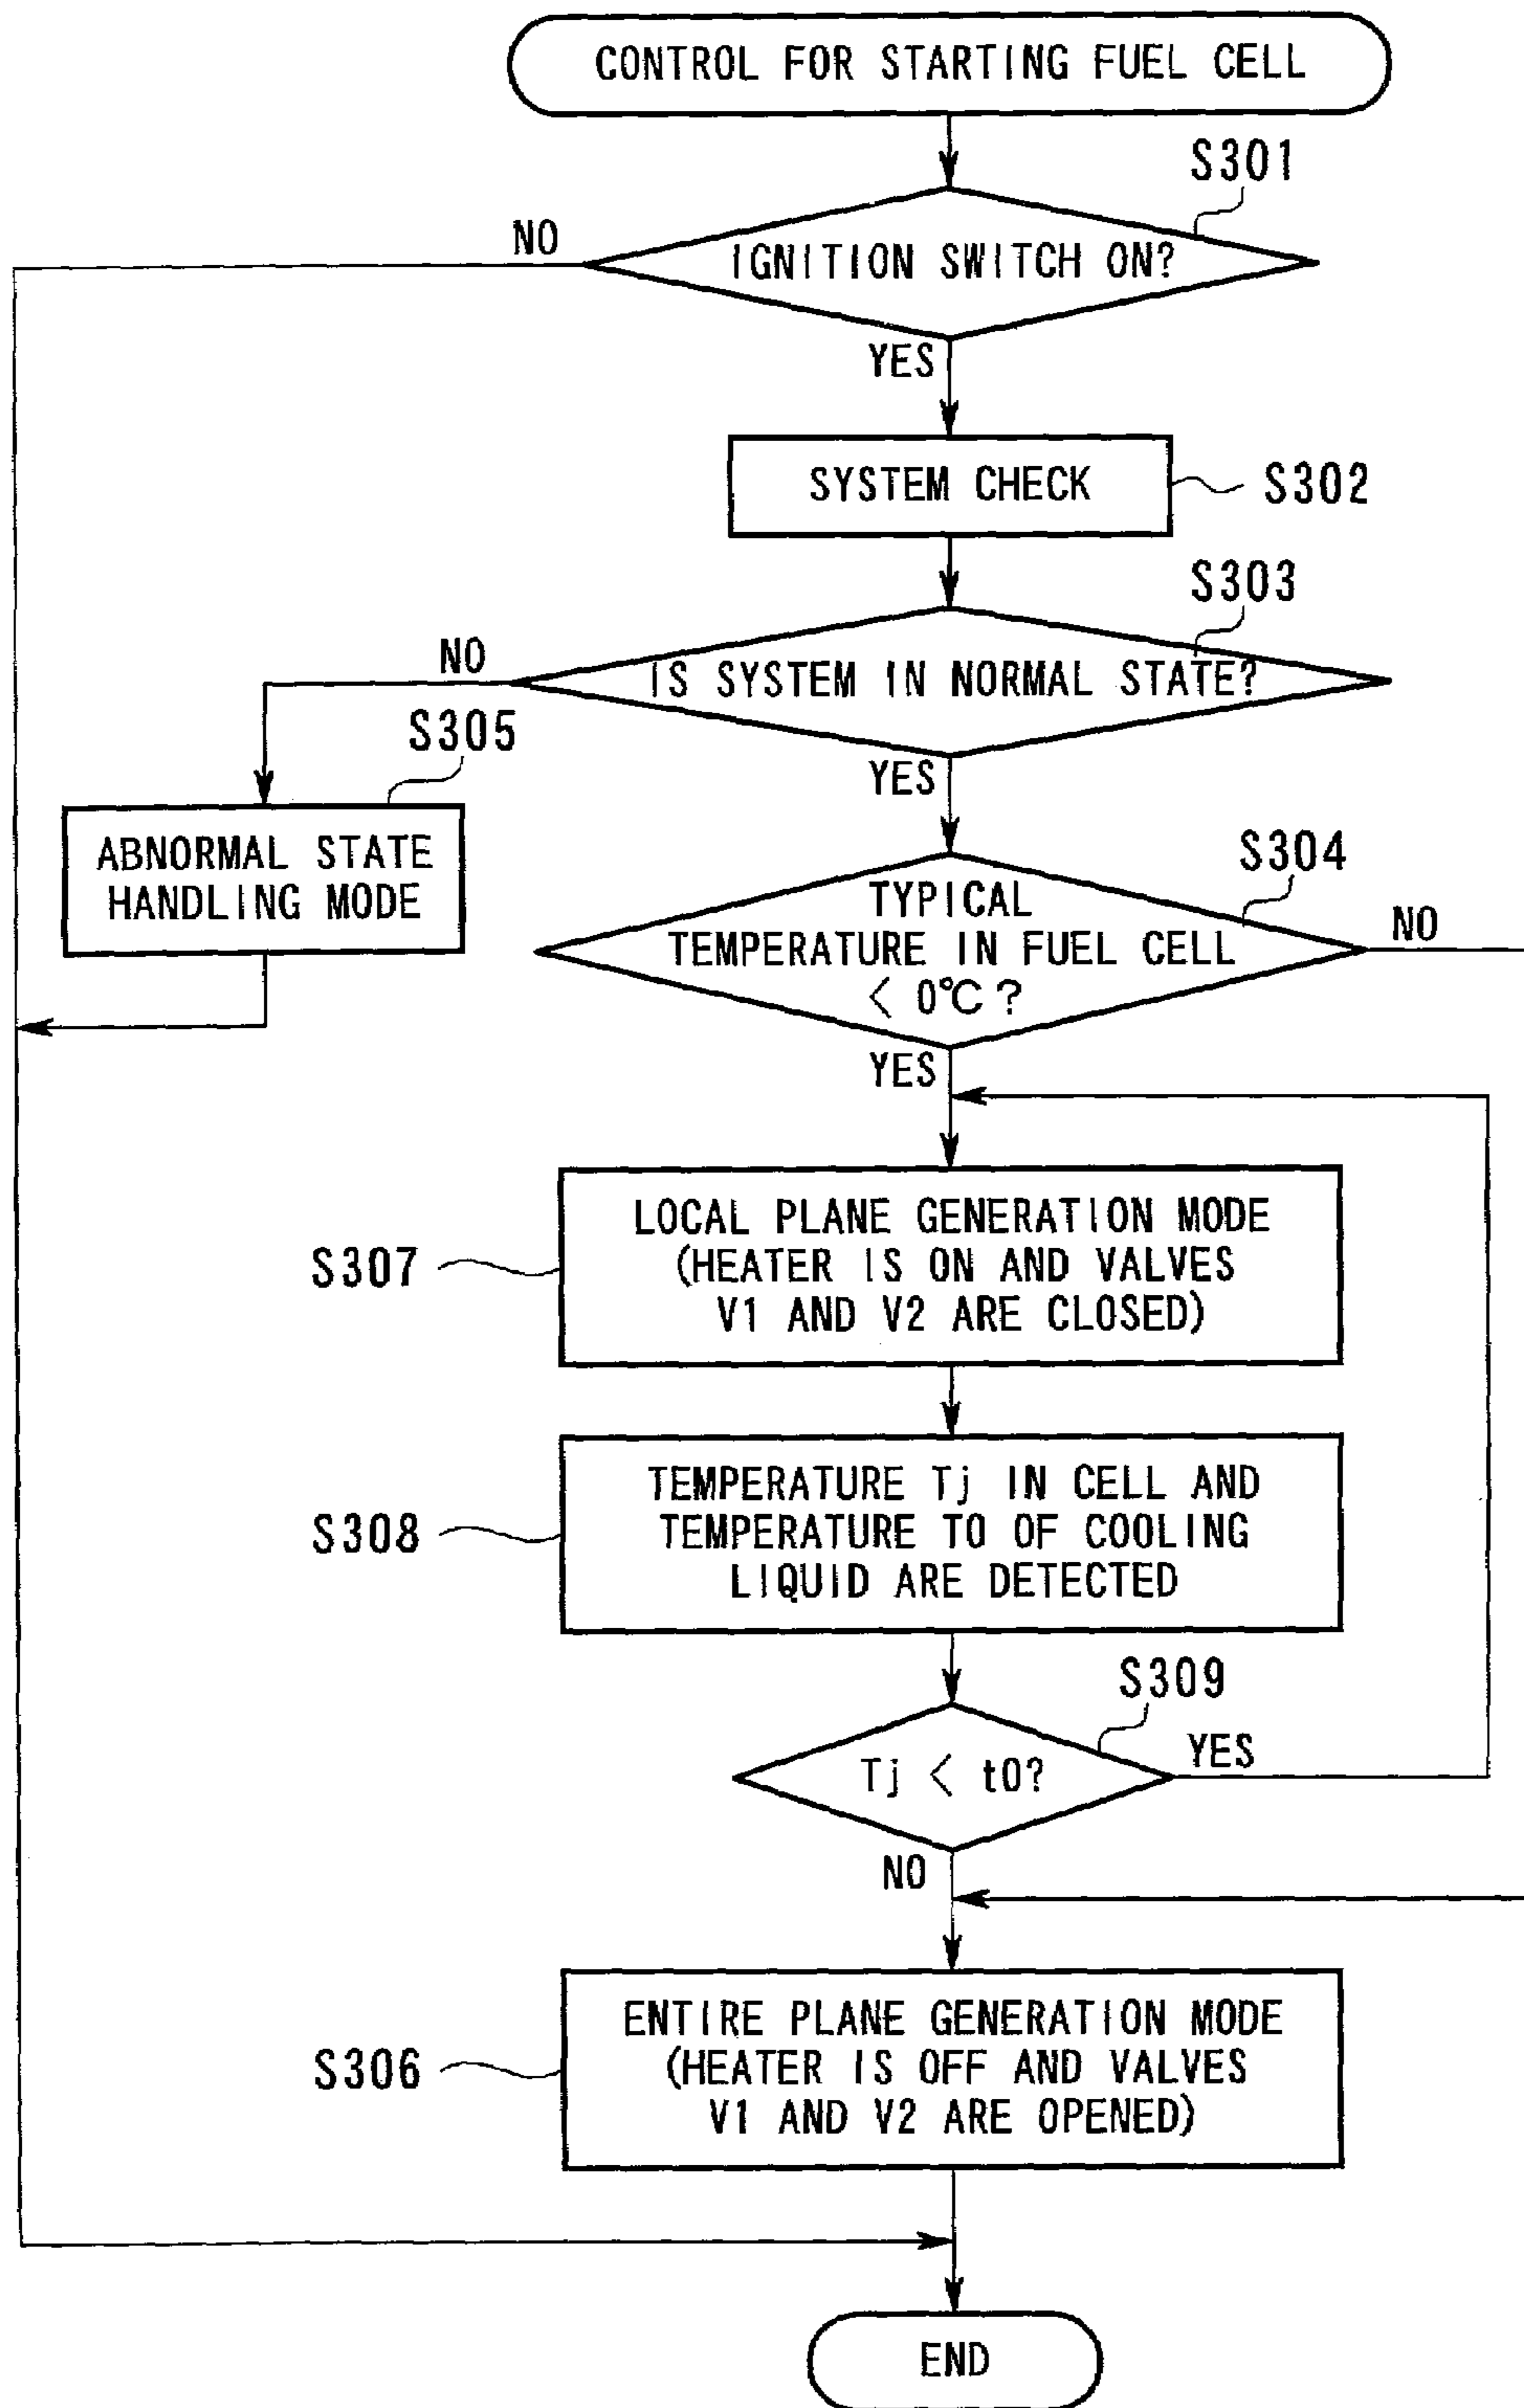 CONTROL FOR STARTING FUEL CELL
S301
NO
IGNITION SWITCH ON?
YES
SYSTEM CHECK
S302
S303
NO
IS SYSTEM IN NORMAL STATE?
S305
YES
ABNORMAL STATE
HANDLING MODE
S304
TYPICAL
TEMPERATURE IN FUEL CELL
< 0℃ ?
NO
YES
S307
LOCAL PLANE GENERATION MODE
(HEATER IS ON AND VALVES
V1 AND V2 ARE CLOSED)
S308
TEMPERATURE Tj IN CELL AND
TEMPERATURE T0 OF COOLING
LIQUID ARE DETECTED
S309
Tj < t0?
YES
NO
S306
ENTIRE PLANE GENERATION MODE
(HEATER IS OFF AND VALVES
V1 AND V2 ARE OPENED)
END